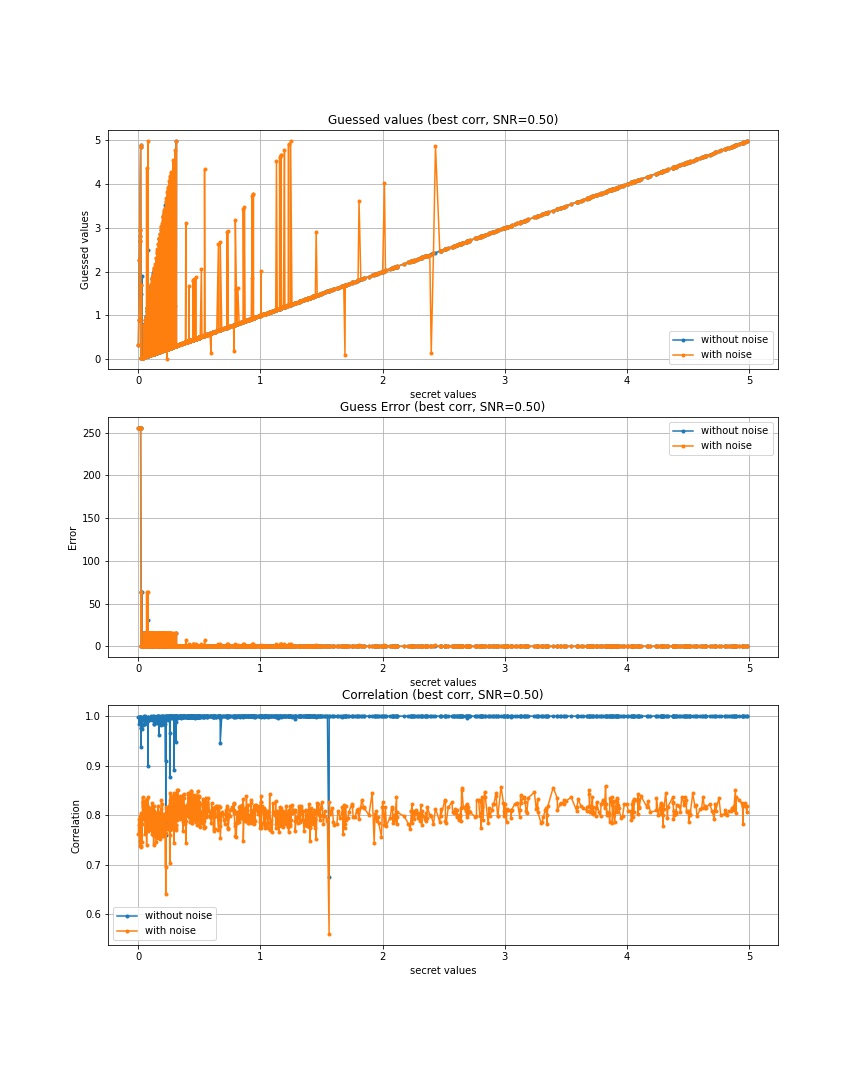 Guessed values (best corr, SNR=0.50)
5
4
3
2
1
0
Guessed values
without noise
with noise
0 1 2 3 4 5
secret values
Guess Error (best corr, SNR=0.50)
250
200
150
100
50
0
Error
without noise
with noise
0 1 2 3 4 5
secret values
Correlation (best corr, SNR=0.50)
1.0
0.9
0.8
0.7
0.6
Correlation
without noise
with noise
0 1 2 3 4 5
secret values